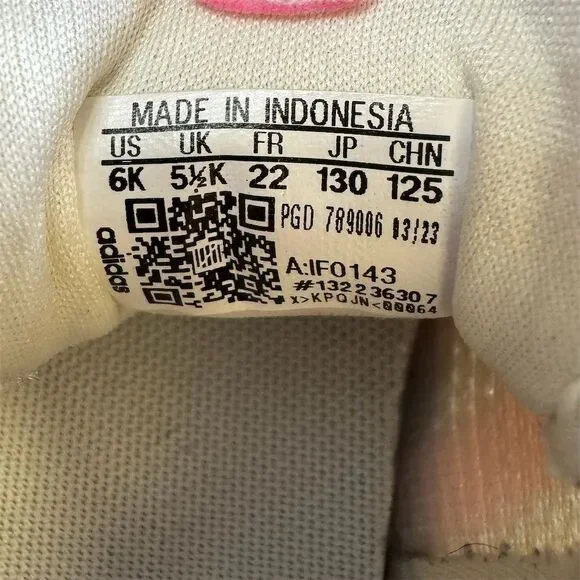 MADE IN INDONESIA
US UK FR JP CHN
6K 5½K 22 130 125
PGD 789006 03/23
adidas
A:IF0143
#132236307
x>KPQJN<00064